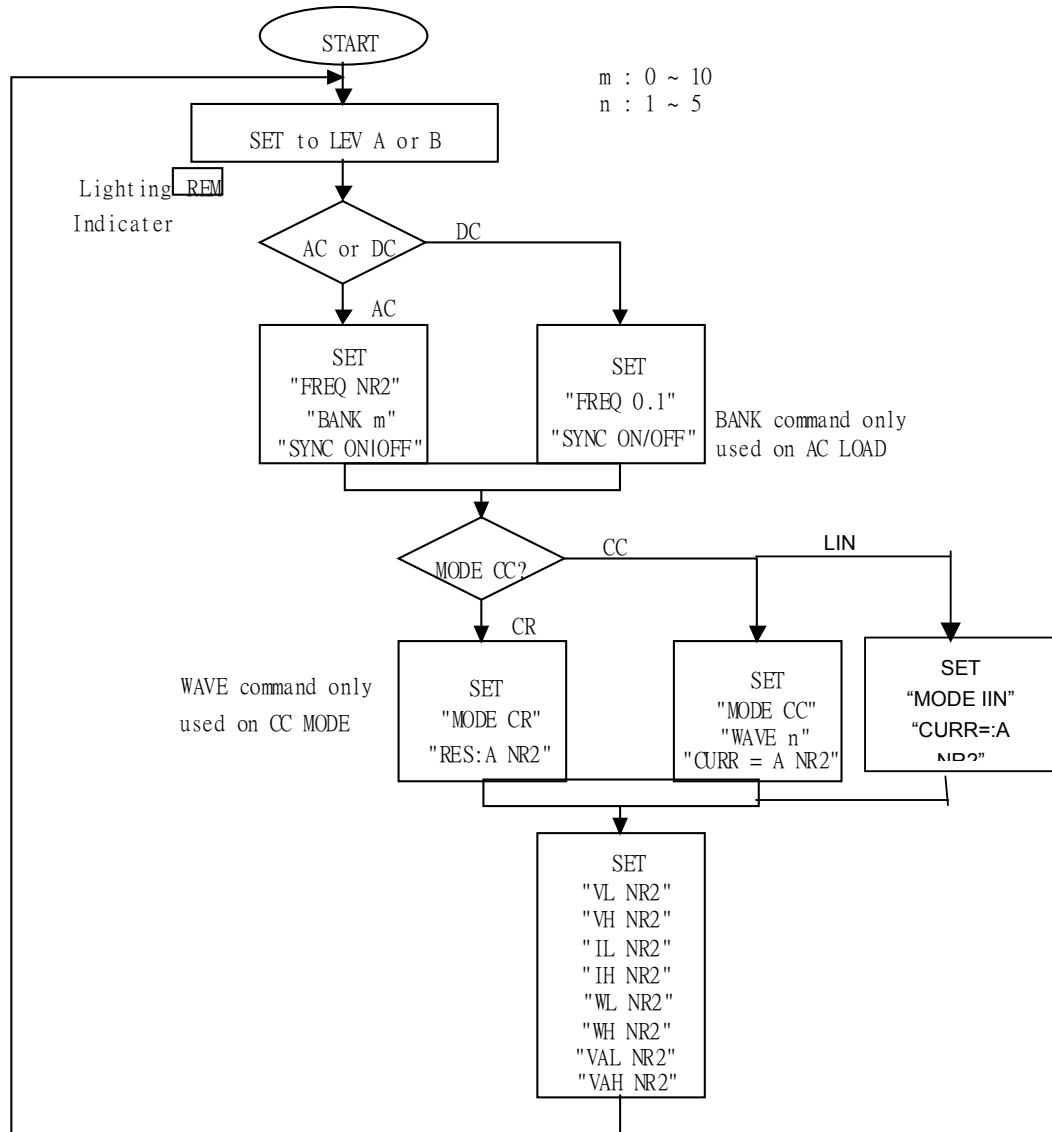 START
m : 0 ~ 10
n : 1 ~ 5
SET to LEV A or B
Lighting REM
Indicater
AC or DC
DC
AC
SET
"FREQ NR2"
"BANK m"
"SYNC ON|OFF"
SET
"FREQ 0.1"
"SYNC ON/OFF"
BANK command only
used on AC LOAD
MODE CC?
CC
LIN
CR
WAVE command only
used on CC MODE
SET
"MODE CR"
"RES:A NR2"
SET
"MODE CC"
"WAVE n"
"CURR = A NR2"
SET
“MODE IIN”
“CURR=:A
NR2”
SET
"VL NR2"
"VH NR2"
"IL NR2"
"IH NR2"
"WL NR2"
"WH NR2"
"VAL NR2"
"VAH NR2"